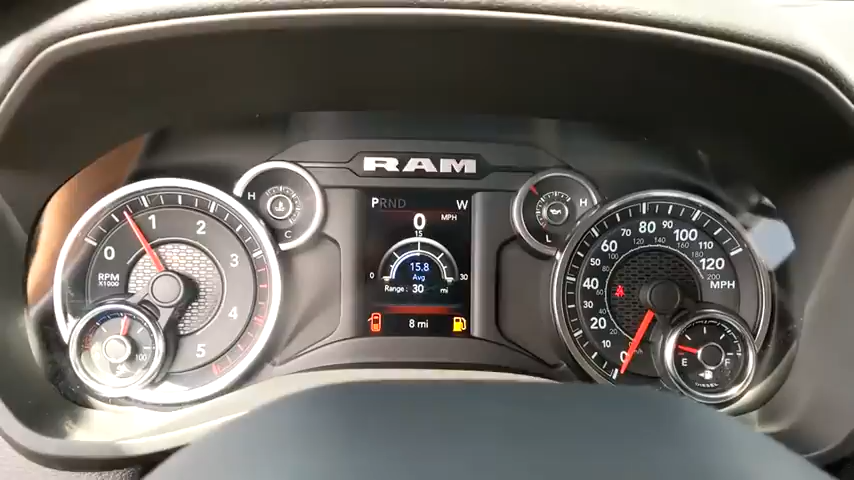 RAM
H
C
PRND
W
0 MPH
15
15.8
Avg
0
30
Range: 30 mi
8 mi
H
L
0
1
2
3
4
5
RPM
X1000
100
0
10
20
30
40
50
60
70
80
90
100
110
120
MPH
km/h
20
40
60
80
100
120
140
160
180
E
F
DIESEL